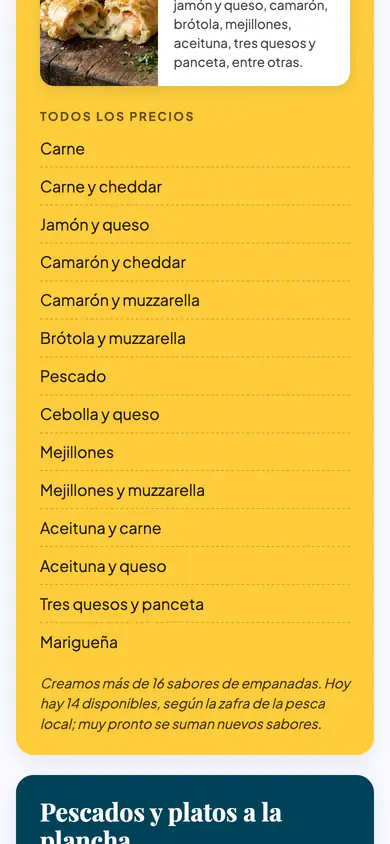 jamón y queso, camarón,
brótola, mejillones,
aceituna, tres quesos y
panceta, entre otras.
TODOS LOS PRECIOS
Carne
Carne y cheddar
Jamón y queso
Camarón y cheddar
Camarón y muzzarella
Brótola y muzzarella
Pescado
Cebolla y queso
Mejillones
Mejillones y muzzarella
Aceituna y carne
Aceituna y queso
Tres quesos y panceta
Marigueña
Creamos más de 16 sabores de empanadas. Hoy
hay 14 disponibles, según la zafra de la pesca
local; muy pronto se suman nuevos sabores.
Pescados y platos a la
plancha